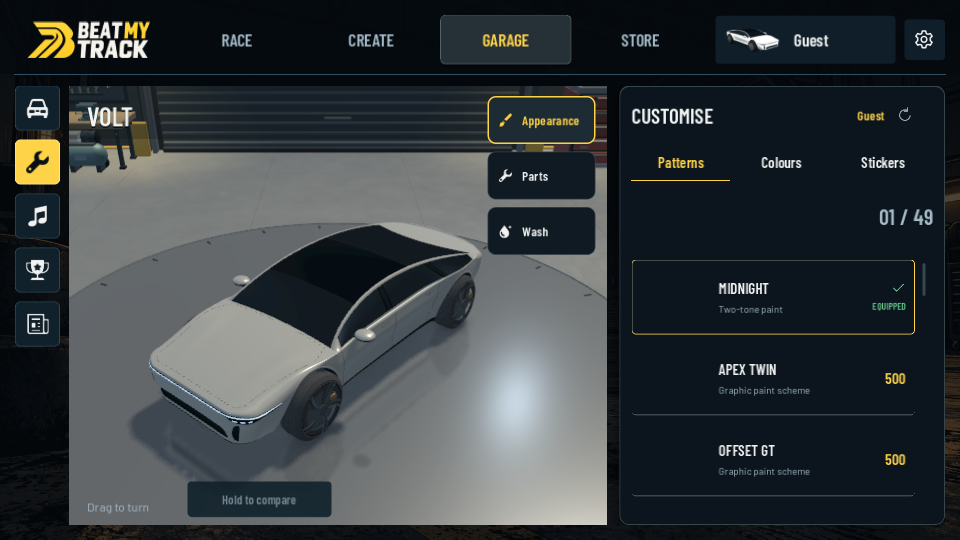 BEATMY
TRACK
RACE
CREATE
GARAGE
STORE
Guest
VOLT
Appearance
Parts
Wash
Drag to turn
Hold to compare
CUSTOMISE
Guest
Patterns
Colours
Stickers
01 / 49
MIDNIGHT
Two-tone paint
EQUIPPED
APEX TWIN
Graphic paint scheme
500
OFFSET GT
Graphic paint scheme
500